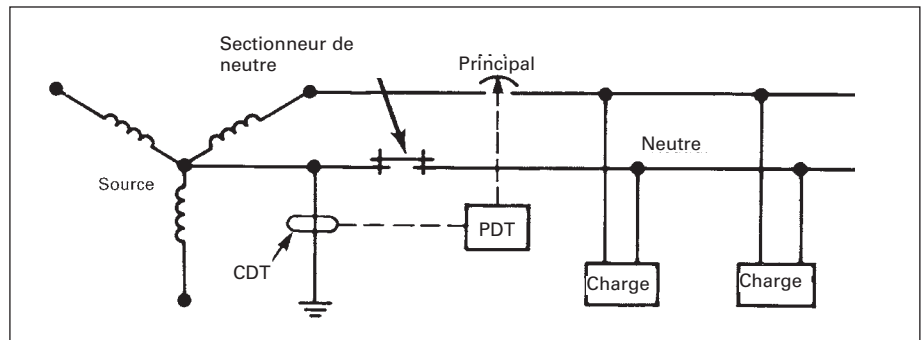 Sectionneur de
neutre
Principal
Neutre
Source
PDT
CDT
Charge
Charge